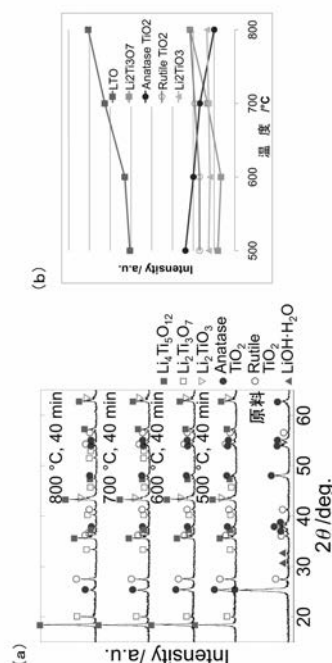 (a)
Intensity /a.u.
800 °C, 40 min
700 °C, 40 min
600 °C, 40 min
500 °C, 40 min
原料
20
30
40
50
60
2θ /deg.
Li4Ti5O12
Li2Ti3O7
Li2TiO3
Anatase
TiO2
Rutile
TiO2
LiOH·H2O
(b)
Intensity /a.u.
LTO
Li2Ti3O7
Anatase TiO2
Rutile TiO2
Li2TiO3
500
600
700
800
温 度 /°C